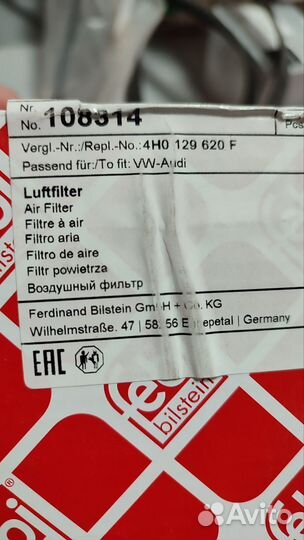 Nr.
No. 108314
Vergl.-Nr.:/Repl.-No.:4H0 129 620 F
Passend für:/To fit: VW-Audi
Luftfilter
Air Filter
Filtre à air
Filtro aria
Filtro de aire
Filtr powietrza
Воздушный фильтр
Ferdinand Bilstein GmbH + Co. KG
Wilhelmstraße. 47 | 58256 Ennepetal | Germany
EAC
bilstein
Avito